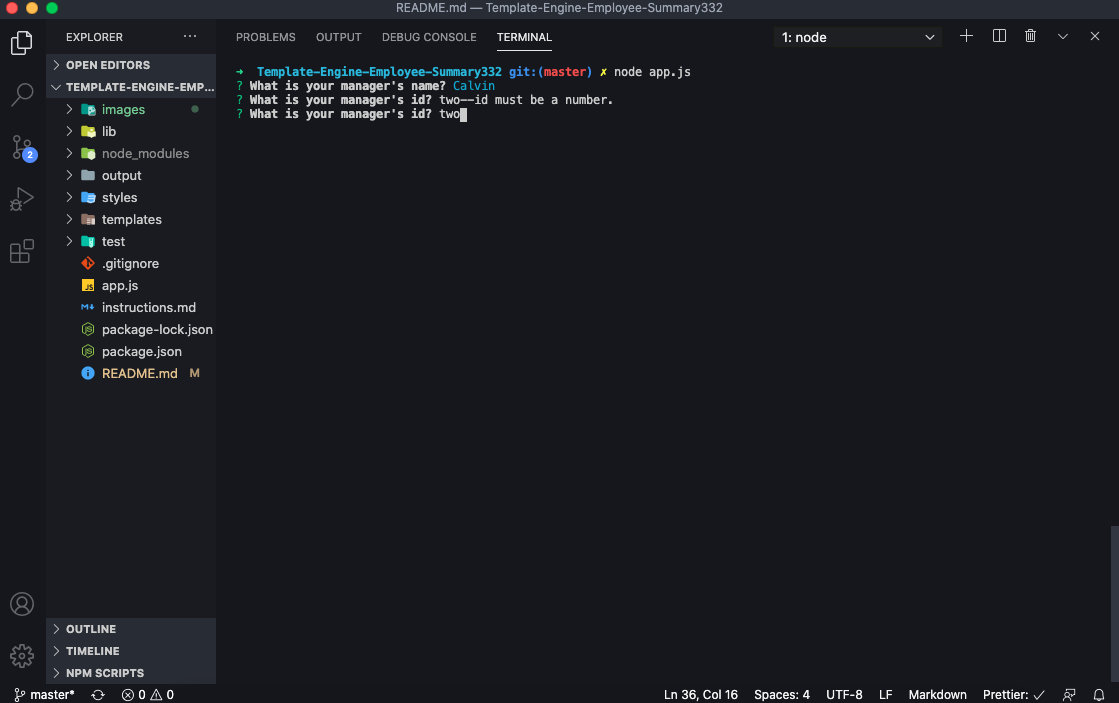 README.md — Template-Engine-Employee-Summary332
EXPLORER
OPEN EDITORS
TEMPLATE-ENGINE-EMP...
images
lib
node_modules
output
styles
templates
test
.gitignore
app.js
instructions.md
package-lock.json
package.json
README.md M
OUTLINE
TIMELINE
NPM SCRIPTS
2
PROBLEMS OUTPUT DEBUG CONSOLE TERMINAL 1: node
➜ Template-Engine-Employee-Summary332 git:(master) ✗ node app.js
? What is your manager's name? Calvin
? What is your manager's id? two--id must be a number.
? What is your manager's id? two
master* 0 0 Ln 36, Col 16 Spaces: 4 UTF-8 LF Markdown Prettier: ✓